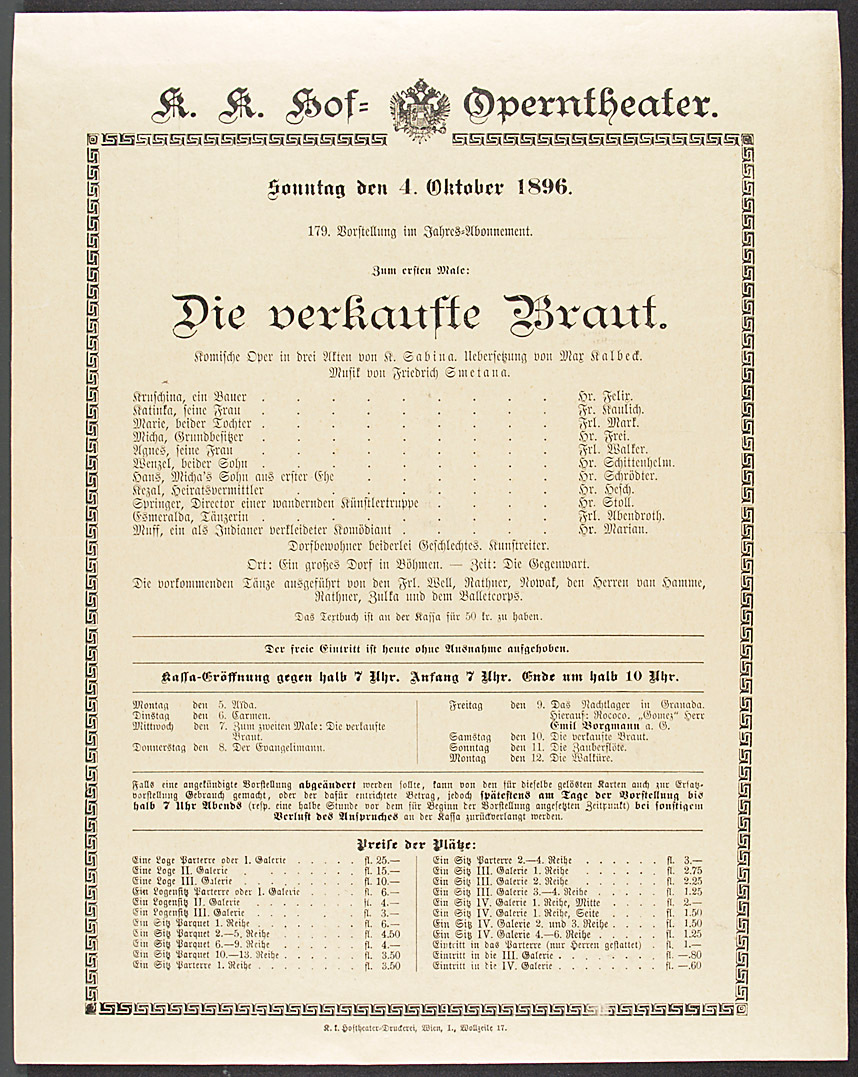 K. K. Hof-Operntheater.
Sonntag den 4. Oktober 1896.
179. Vorstellung im Jahres-Abonnement.
Zum ersten Male:
Die verkaufte Braut.
Komische Oper in drei Akten von K. Sabina. Uebersetzung von Max Kalbeck.
Musik von Friedrich Smetana.
Kruschina, ein Bauer . . . . . . . . . . Hr. Felix.
Katinka, seine Frau . . . . . . . . . . Fr. Kaulich.
Marie, beider Tochter . . . . . . . . . . Frl. Mark.
Micha, Grundbesitzer . . . . . . . . . . Hr. Frei.
Agnes, seine Frau . . . . . . . . . . Frl. Walker.
Wenzel, beider Sohn . . . . . . . . . . Hr. Schittenhelm.
Hans, Micha's Sohn aus erster Ehe . . . . . . Hr. Schrödter.
Kezal, Heiratsvermittler . . . . . . . . Hr. Hesch.
Springer, Director einer wandernden Künstlertruppe . . . . Hr. Stoll.
Esmeralda, Tänzerin . . . . . . . . . . Frl. Abendroth.
Muff, ein als Indianer verkleideter Komödiant . . . . . Hr. Marian.
Dorfbewohner beiderlei Geschlechtes. Kunstreiter.
Ort: Ein großes Dorf in Böhmen. — Zeit: Die Gegenwart.
Die vorkommenden Tänze ausgeführt von den Frl. Well, Rathner, Nowak, den Herren van Hamme,
Rathner, Zulka und dem Balletcorps.
Das Textbuch ist an der Kassa für 50 kr. zu haben.
Der freie Eintritt ist heute ohne Ausnahme aufgehoben.
Kassa-Eröffnung gegen halb 7 Uhr. Anfang 7 Uhr. Ende um halb 10 Uhr.
Montag den 5. Aïda.
Dinstag den 6. Carmen.
Mittwoch den 7. Zum zweiten Male: Die verkaufte
Braut.
Donnerstag den 8. Der Evangelimann.
Freitag den 9. Das Nachtlager in Granada.
Hierauf: Rococo. „Gomez“ Herr
Emil Borgmann a. G.
Samstag den 10. Die verkaufte Braut.
Sonntag den 11. Die Zauberflöte.
Montag den 12. Die Walküre.
Falls eine angekündigte Vorstellung abgeändert werden sollte, kann von den für dieselbe gelösten Karten auch zur Ersatz-
vorstellung Gebrauch gemacht, oder der dafür entrichtete Betrag, jedoch spätestens am Tage der Vorstellung bis
halb 7 Uhr Abends (resp. eine halbe Stunde vor dem für Beginn der Vorstellung angesetzten Zeitpunkt) bei sonstigem
Verlust des Anspruches an der Kassa zurückverlangt werden.
Preise der Plätze:
Eine Loge Parterre oder I. Galerie . . . . . fl. 25.—
Eine Loge II. Galerie . . . . . . . fl. 15.—
Eine Loge III. Galerie . . . . . . . fl. 10.—
Ein Logensitz Parterre oder I. Galerie . . . . fl. 6.—
Ein Logensitz II. Galerie . . . . . . fl. 4.—
Ein Logensitz III. Galerie . . . . . . fl. 3.—
Ein Sitz Parquet 1. Reihe . . . . . . fl. 6.—
Ein Sitz Parquet 2.—5. Reihe . . . . . fl. 4.50
Ein Sitz Parquet 6.—9. Reihe . . . . . fl. 4.—
Ein Sitz Parquet 10.—13. Reihe . . . . . fl. 3.50
Ein Sitz Parterre 1. Reihe . . . . . . fl. 3.50
Ein Sitz Parterre 2.—4. Reihe . . . . . . fl. 3.—
Ein Sitz III. Galerie 1. Reihe . . . . . . fl. 2.75
Ein Sitz III. Galerie 2. Reihe . . . . . . fl. 2.25
Ein Sitz III. Galerie 3.—4. Reihe . . . . . fl. 1.25
Ein Sitz IV. Galerie 1. Reihe, Mitte . . . . fl. 2.—
Ein Sitz IV. Galerie 1. Reihe, Seite . . . . fl. 1.50
Ein Sitz IV. Galerie 2. und 3. Reihe . . . . fl. 1.50
Ein Sitz IV. Galerie 4.—6. Reihe . . . . . fl. 1.25
Eintritt in das Parterre (nur Herren gestattet) . . fl. 1.—
Eintritt in die III. Galerie . . . . . . . fl. —.80
Eintritt in die IV. Galerie . . . . . . . fl. —.60
K. k. Hoftheater-Druckerei, Wien, I., Wollzeile 17.